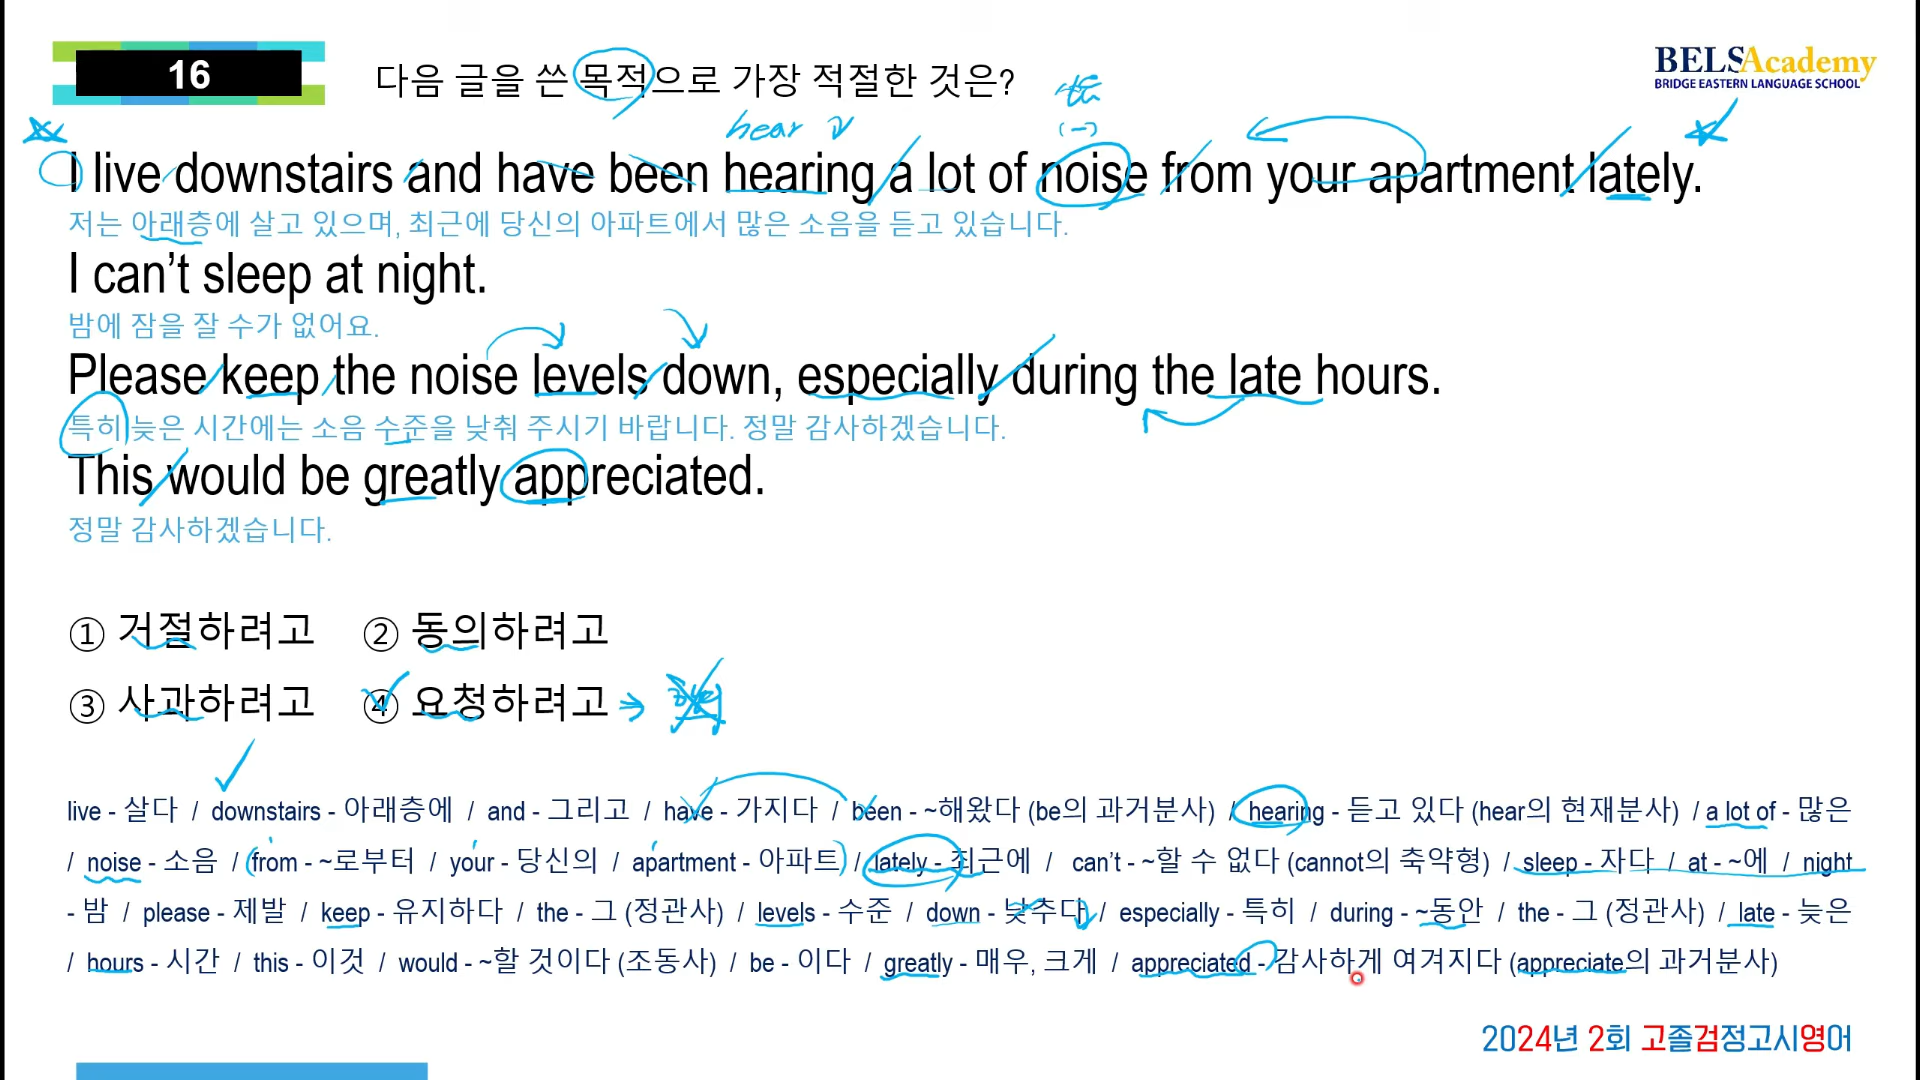 16
다음 글을 쓴 목적으로 가장 적절한 것은?
BELSAcademy
BRIDGE EASTERN LANGUAGE SCHOOL
hear
(-)
I live downstairs and have been hearing a lot of noise from your apartment lately.
저는 아래층에 살고 있으며, 최근에 당신의 아파트에서 많은 소음을 듣고 있습니다.
I can't sleep at night.
밤에 잠을 잘 수가 없어요.
Please keep the noise levels down, especially during the late hours.
특히 늦은 시간에는 소음 수준을 낮춰 주시기 바랍니다. 정말 감사하겠습니다.
This would be greatly appreciated.
정말 감사하겠습니다.
① 거절하려고 ② 동의하려고
③ 사과하려고 ④ 요청하려고
live - 살다 / downstairs - 아래층에 / and - 그리고 / have - 가지다 / been - ~해왔다 (be의 과거분사) / hearing - 듣고 있다 (hear의 현재분사) / a lot of - 많은
/ noise - 소음 / from - ~로부터 / your - 당신의 / apartment - 아파트 / lately - 최근에 / can't - ~할 수 없다 (cannot의 축약형) / sleep - 자다 / at - ~에 / night
- 밤 / please - 제발 / keep - 유지하다 / the - 그 (정관사) / levels - 수준 / down - 낮추다 / especially - 특히 / during - ~동안 / the - 그 (정관사) / late - 늦은
/ hours - 시간 / this - 이것 / would - ~할 것이다 (조동사) / be - 이다 / greatly - 매우, 크게 / appreciated - 감사하게 여겨지다 (appreciate의 과거분사)
2024년 2회 고졸검정고시영어